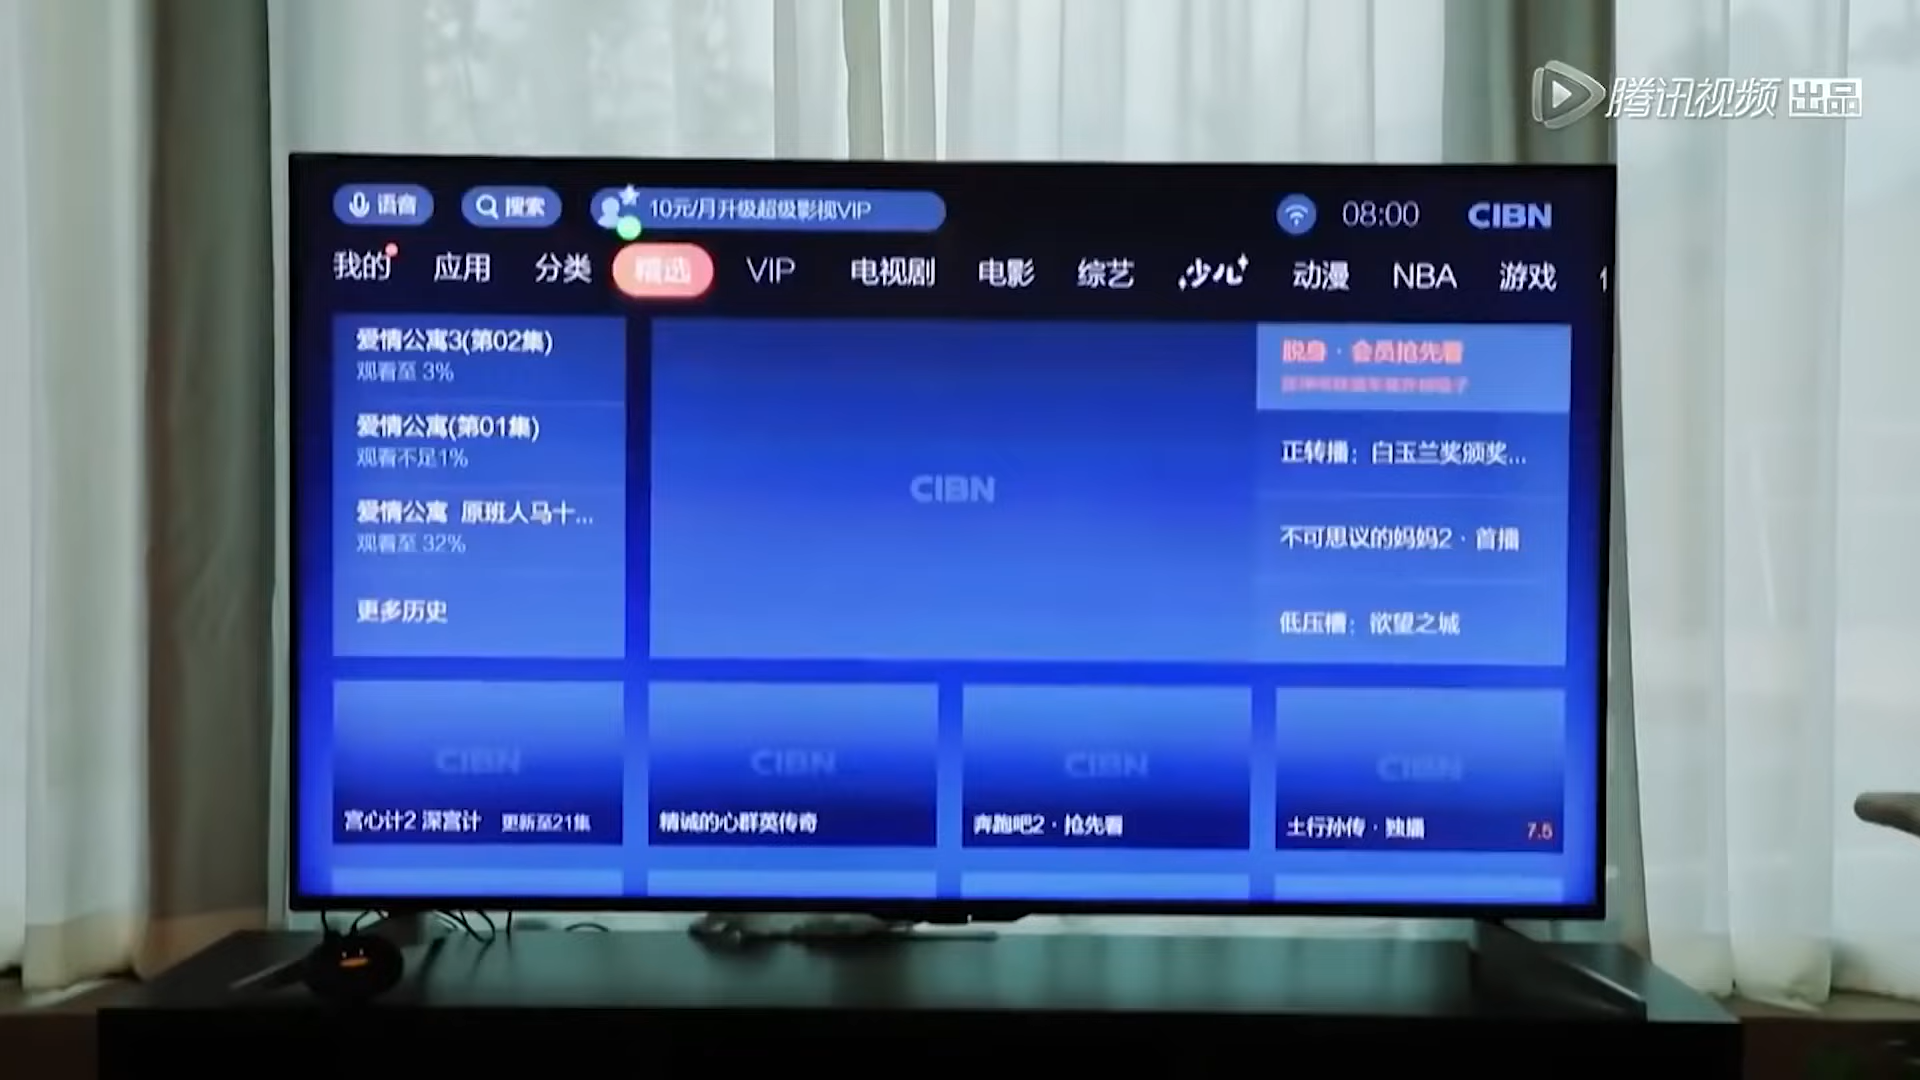 腾讯视频 出品
语音 搜索 10元/月升级超级影视VIP 08:00 CIBN
我的 应用 分类 精选 VIP 电视剧 电影 综艺 少儿 动漫 NBA 游戏
爱情公寓3(第02集)
观看至 3%
爱情公寓(第01集)
观看不足1%
爱情公寓 原班人马十...
观看至 32%
更多历史
CIBN
脱身·会员抢先看
正转播：白玉兰奖颁奖...
不可思议的妈妈2·首播
低压槽：欲望之城
CIBN
宫心计2 深宫计 更新至21集
CIBN
精诚的心群英传奇
CIBN
奔跑吧2·抢先看
CIBN
土行孙传·独播 7.5